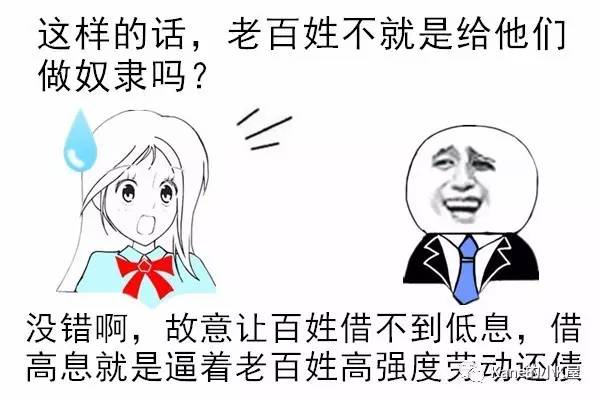 这样的话，老百姓不就是给他们
做奴隶吗？
没错啊，故意让百姓借不到低息，借
高息就是逼着老百姓高强度劳动还债